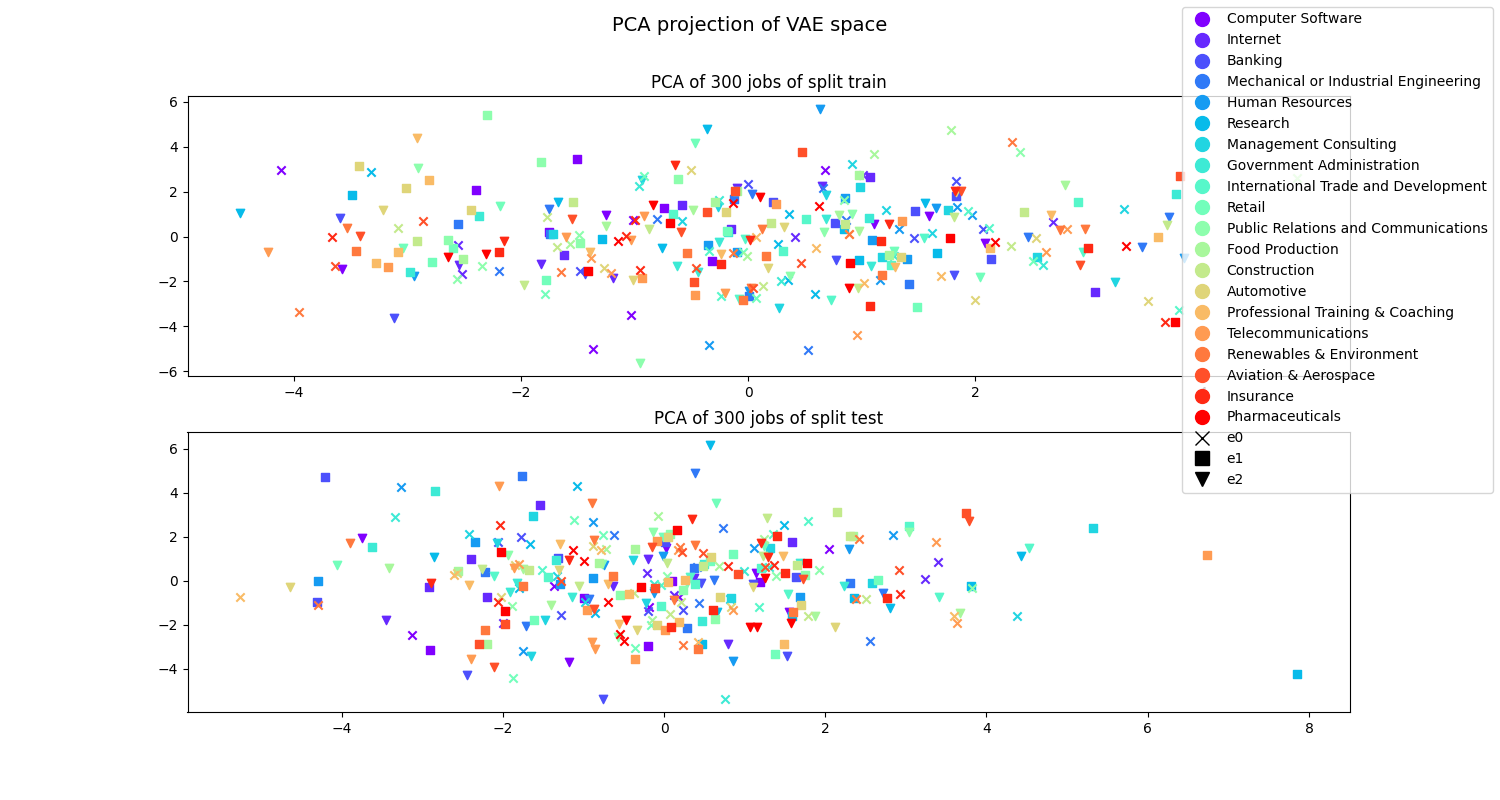 PCA projection of VAE space
PCA of 300 jobs of split train
6
4
2
0
−2
−4
−6
−4
−2
0
2
PCA of 300 jobs of split test
6
4
2
0
−2
−4
−4
−2
0
2
4
6
8
Computer Software
Internet
Banking
Mechanical or Industrial Engineering
Human Resources
Research
Management Consulting
Government Administration
International Trade and Development
Retail
Public Relations and Communications
Food Production
Construction
Automotive
Professional Training & Coaching
Telecommunications
Renewables & Environment
Aviation & Aerospace
Insurance
Pharmaceuticals
e0
e1
e2